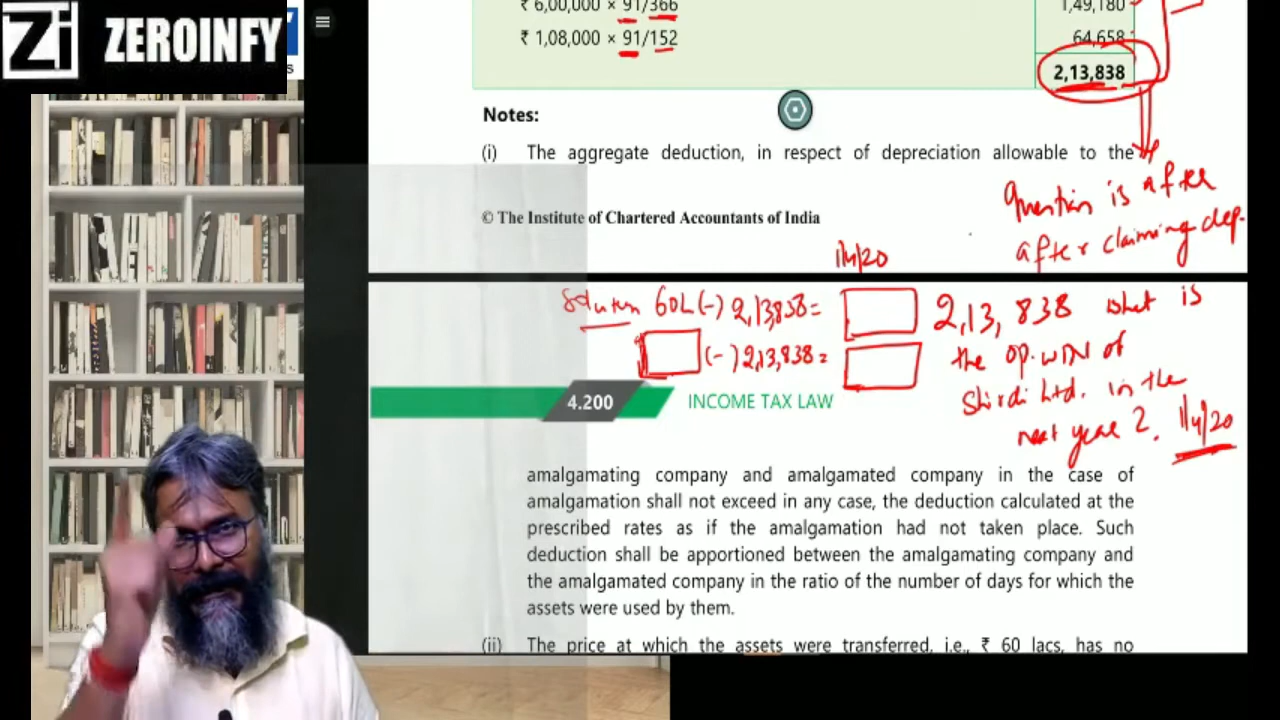 Zi ZEROINFY
₹ 6,00,000 × 91/366 1,49,180
₹ 1,08,000 × 91/152 64,658
2,13,838
Notes:
(i) The aggregate deduction, in respect of depreciation allowable to the
© The Institute of Chartered Accountants of India
Question is after
after claiming dep.
1/4/20
Solution 60L (-) 2,13,838 =
(-) 2,13,838 =
2,13,838 what is
the op. WDV of
Shirdi Ltd. in the
next year ?. 1/4/20
4.200 INCOME TAX LAW
amalgamating company and amalgamated company in the case of
amalgamation shall not exceed in any case, the deduction calculated at the
prescribed rates as if the amalgamation had not taken place. Such
deduction shall be apportioned between the amalgamating company and
the amalgamated company in the ratio of the number of days for which the
assets were used by them.
(ii) The price at which the assets were transferred, i.e., ₹ 60 lacs, has no